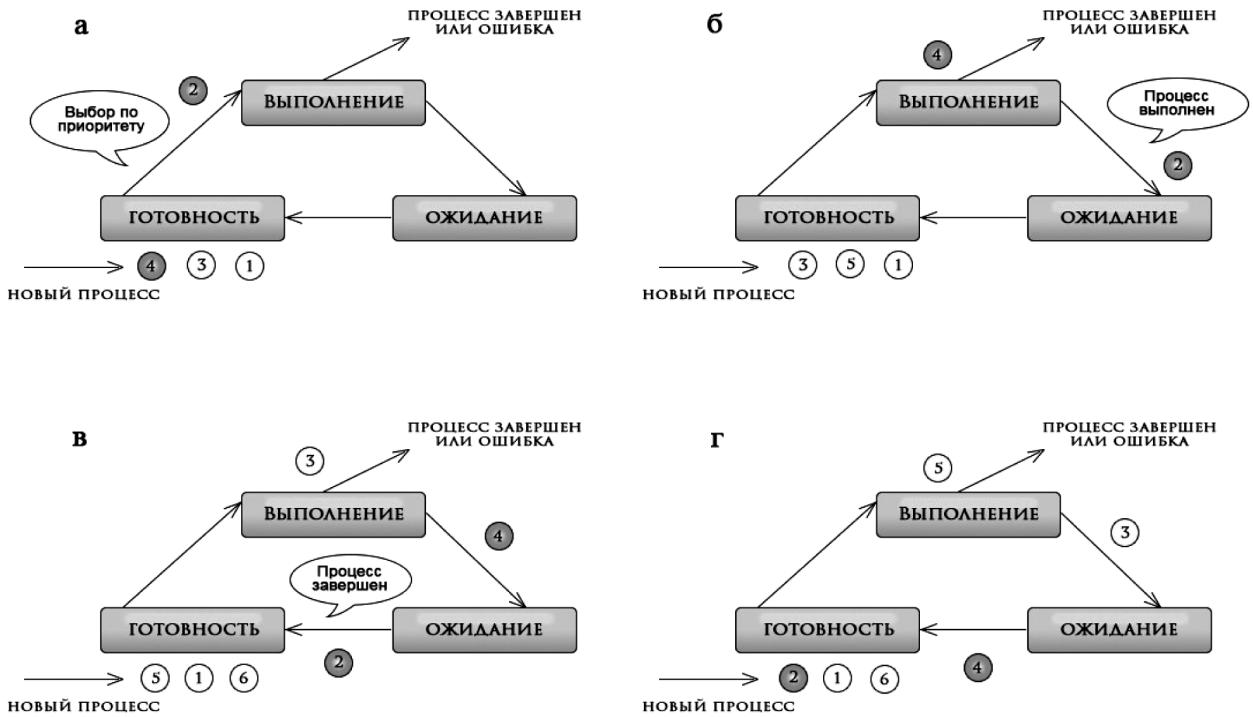 а
ПРОЦЕСС ЗАВЕРШЕН
ИЛИ ОШИБКА
2
ВЫПОЛНЕНИЕ
Выбор по
приоритету
ГОТОВНОСТЬ
ОЖИДАНИЕ
4 3 1
НОВЫЙ ПРОЦЕСС
б
ПРОЦЕСС ЗАВЕРШЕН
ИЛИ ОШИБКА
4
ВЫПОЛНЕНИЕ
Процесс
выполнен
2
ГОТОВНОСТЬ
ОЖИДАНИЕ
3 5 1
НОВЫЙ ПРОЦЕСС
в
ПРОЦЕСС ЗАВЕРШЕН
ИЛИ ОШИБКА
3
ВЫПОЛНЕНИЕ
4
Процесс
завершен
ГОТОВНОСТЬ
ОЖИДАНИЕ
2
5 1 6
НОВЫЙ ПРОЦЕСС
г
ПРОЦЕСС ЗАВЕРШЕН
ИЛИ ОШИБКА
5
ВЫПОЛНЕНИЕ
3
ГОТОВНОСТЬ
ОЖИДАНИЕ
4
2 1 6
НОВЫЙ ПРОЦЕСС